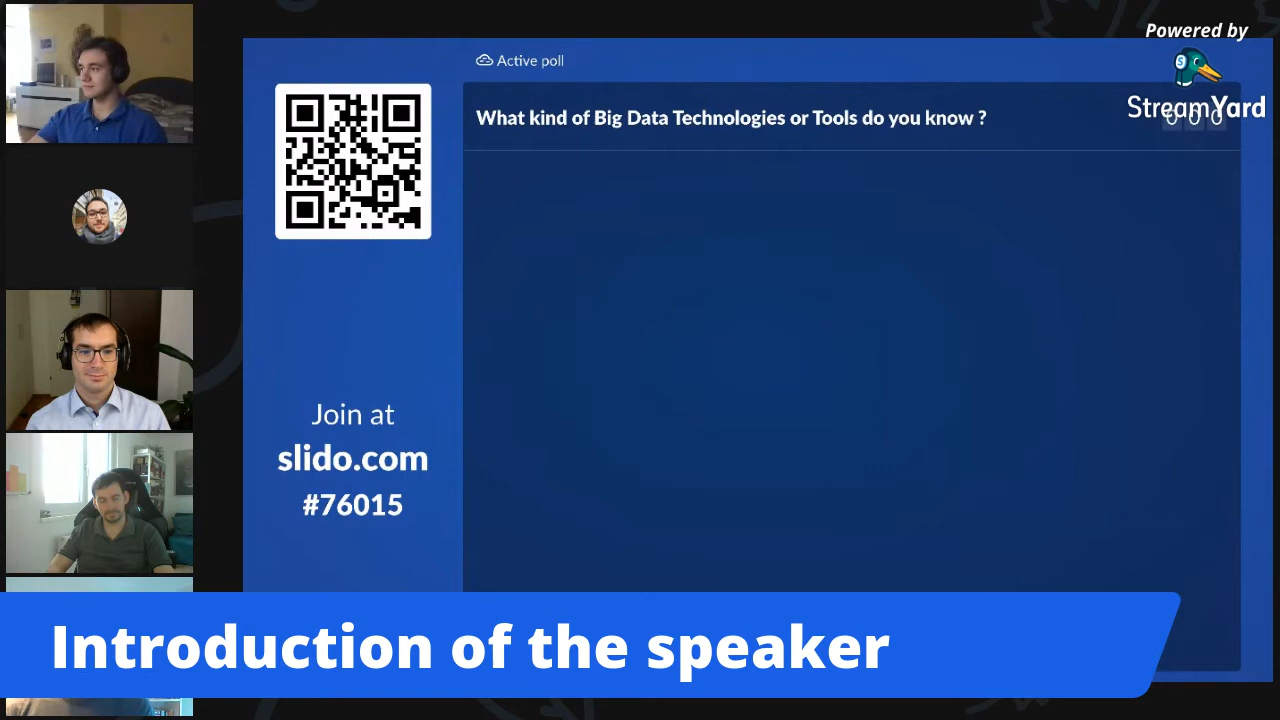 Powered by
StreamYard
Active poll
What kind of Big Data Technologies or Tools do you know ?
Join at
slido.com
#76015
Introduction of the speaker